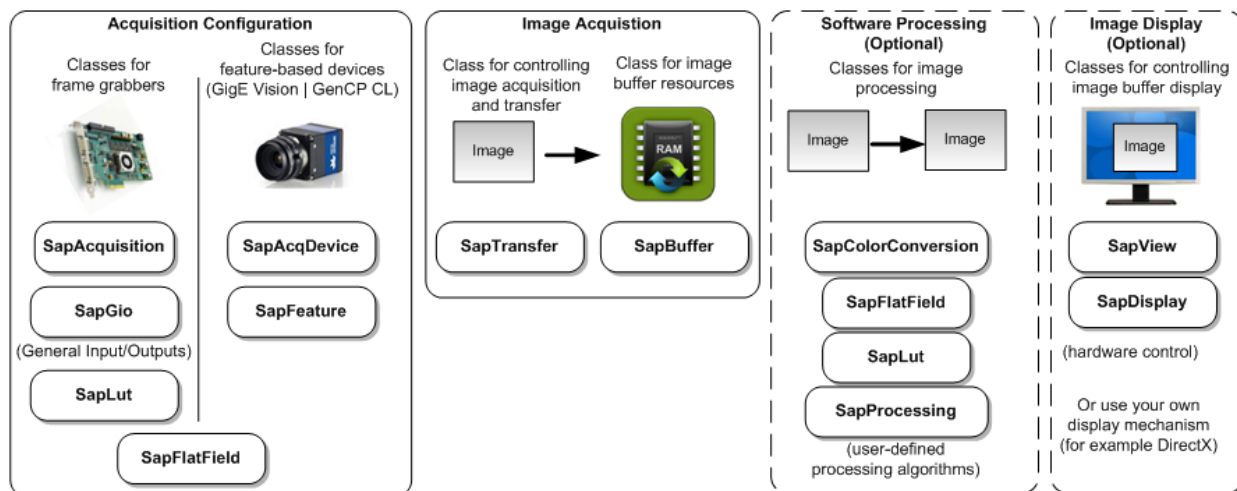 Acquisition Configuration
Classes for
frame grabbers
Classes for
feature-based devices
(GigE Vision | GenCP CL)
SapAcquisition
SapAcqDevice
SapGio
SapFeature
(General Input/Outputs)
SapLut
SapFlatField
Image Acquistion
Class for controlling
image acquisition
and transfer
Class for image
buffer resources
Image
RAM
SapTransfer
SapBuffer
Software Processing
(Optional)
Classes for image
processing
Image
Image
SapColorConversion
SapFlatField
SapLut
SapProcessing
(user-defined
processing algorithms)
Image Display
(Optional)
Classes for controlling
image buffer display
Image
SapView
SapDisplay
(hardware control)
Or use your own
display mechanism
(for example DirectX)